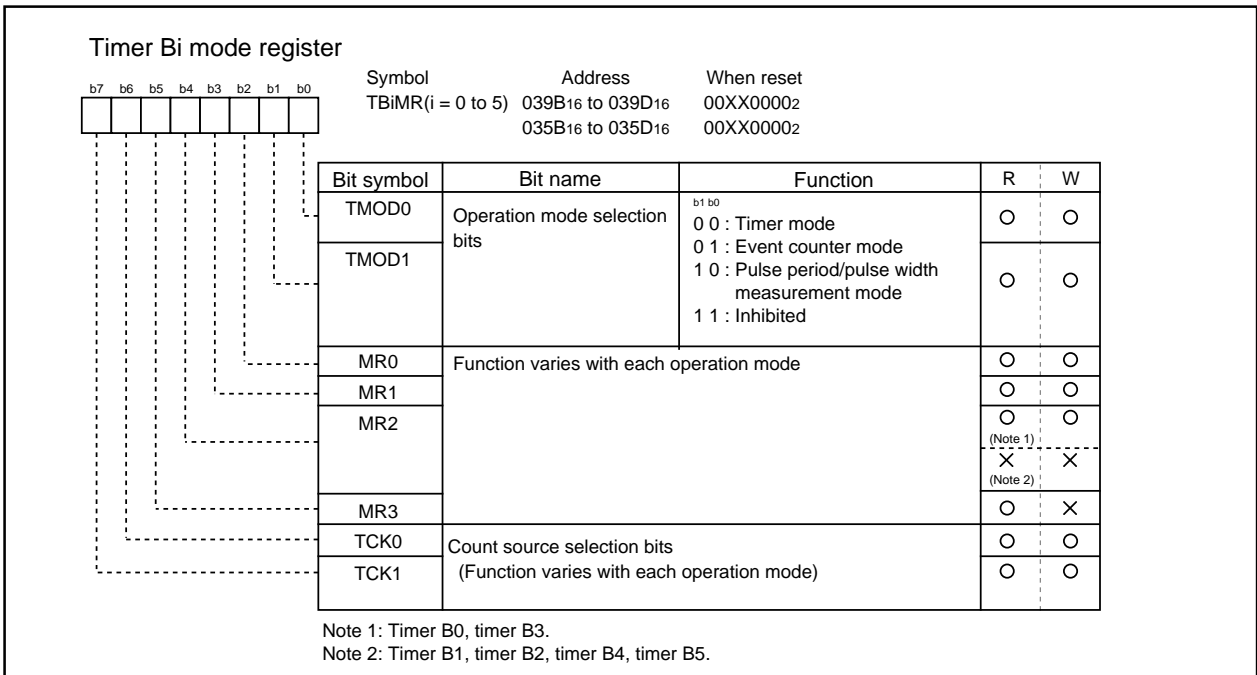 Timer Bi mode register
Symbol Address When reset
b7 b6 b5 b4 b3 b2 b1 b0
TBiMR(i = 0 to 5) 039B16 to 039D16 00XX00002
035B16 to 035D16 00XX00002
Bit symbol Bit name Function R W
TMOD0 Operation mode selection bits
b1 b0
0 0 : Timer mode
0 1 : Event counter mode
TMOD1
1 0 : Pulse period/pulse width
measurement mode
1 1 : Inhibited
MR0 Function varies with each operation mode
MR1
MR2
(Note 1)
(Note 2)
MR3
TCK0 Count source selection bits
TCK1 (Function varies with each operation mode)
Note 1: Timer B0, timer B3.
Note 2: Timer B1, timer B2, timer B4, timer B5.